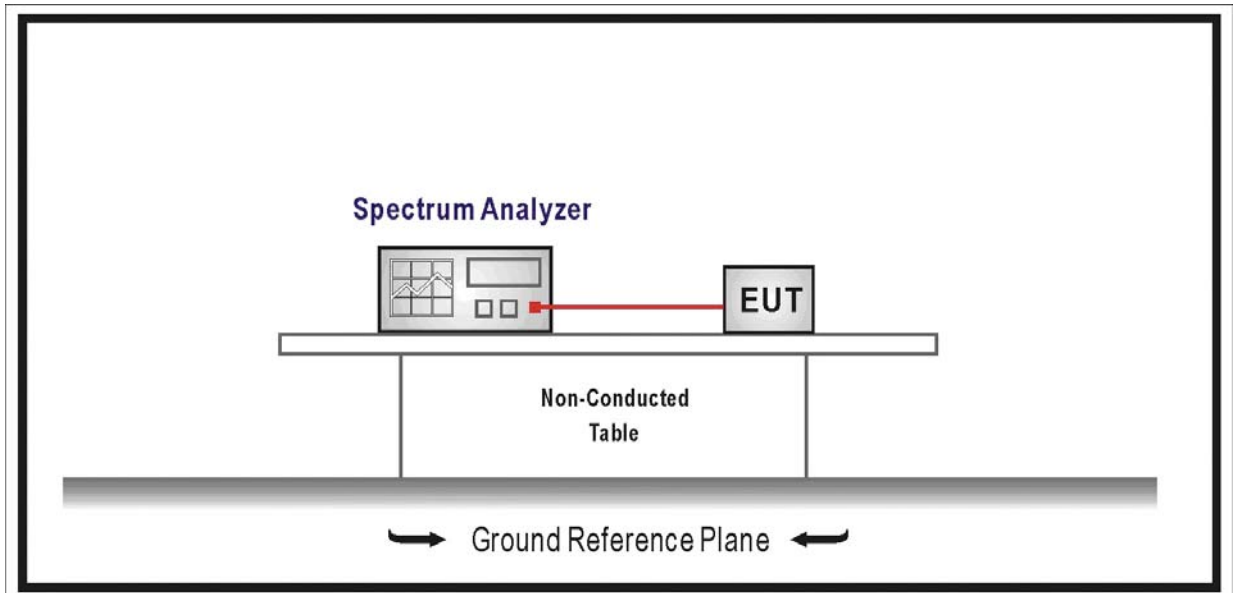 Spectrum Analyzer
EUT
Non-Conducted
Table
Ground Reference Plane